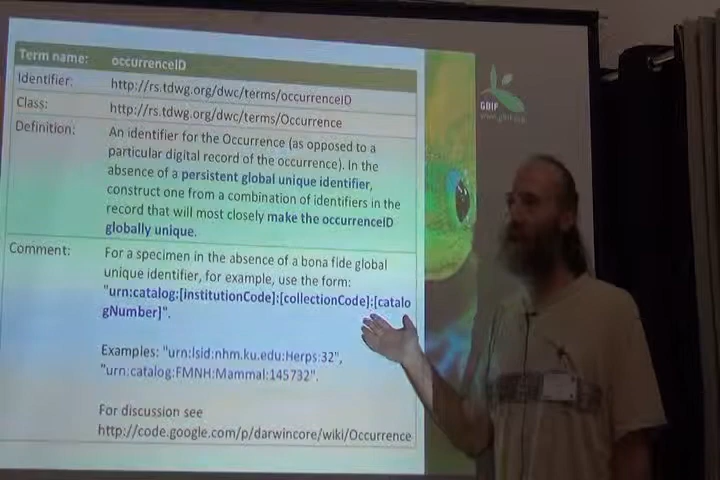 Term name: occurrenceID
Identifier: http://rs.tdwg.org/dwc/terms/occurrenceID
Class: http://rs.tdwg.org/dwc/terms/Occurrence
Definition: An identifier for the Occurrence (as opposed to a
particular digital record of the occurrence). In the
absence of a persistent global unique identifier,
construct one from a combination of identifiers in the
record that will most closely make the occurrenceID
globally unique.
Comment: For a specimen in the absence of a bona fide global
unique identifier, for example, use the form:
"urn:catalog:[institutionCode]:[collectionCode]:[catalo
gNumber]".
Examples: "urn:lsid:nhm.ku.edu:Herps:32",
"urn:catalog:FMNH:Mammal:145732".
For discussion see
http://code.google.com/p/darwincore/wiki/Occurrence
GBIF